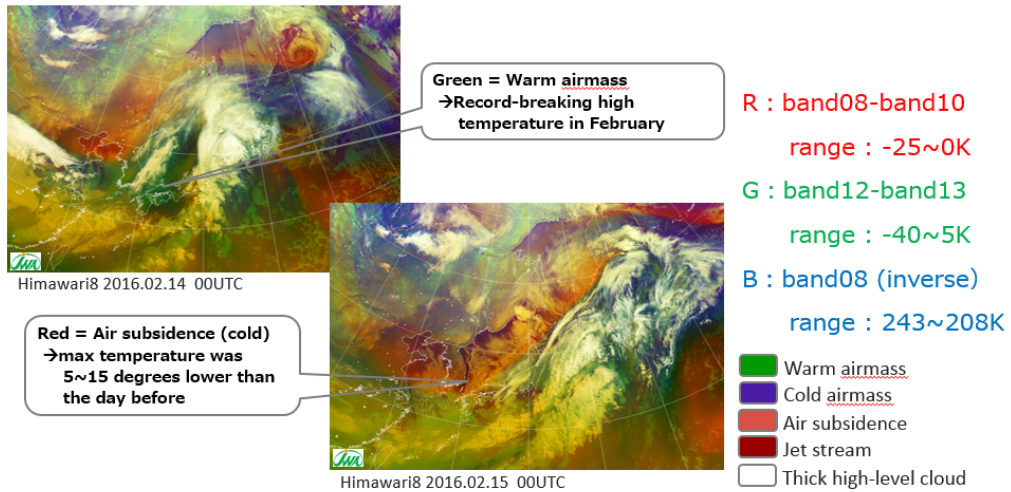 Green = Warm airmass
→Record-breaking high
temperature in February
JWA
Himawari8 2016.02.14 00UTC
Red = Air subsidence (cold)
→max temperature was
5~15 degrees lower than
the day before
JWA
Himawari8 2016.02.15 00UTC
R : band08-band10
range : -25~0K
G : band12-band13
range : -40~5K
B : band08 (inverse）
range : 243~208K
Warm airmass
Cold airmass
Air subsidence
Jet stream
Thick high-level cloud